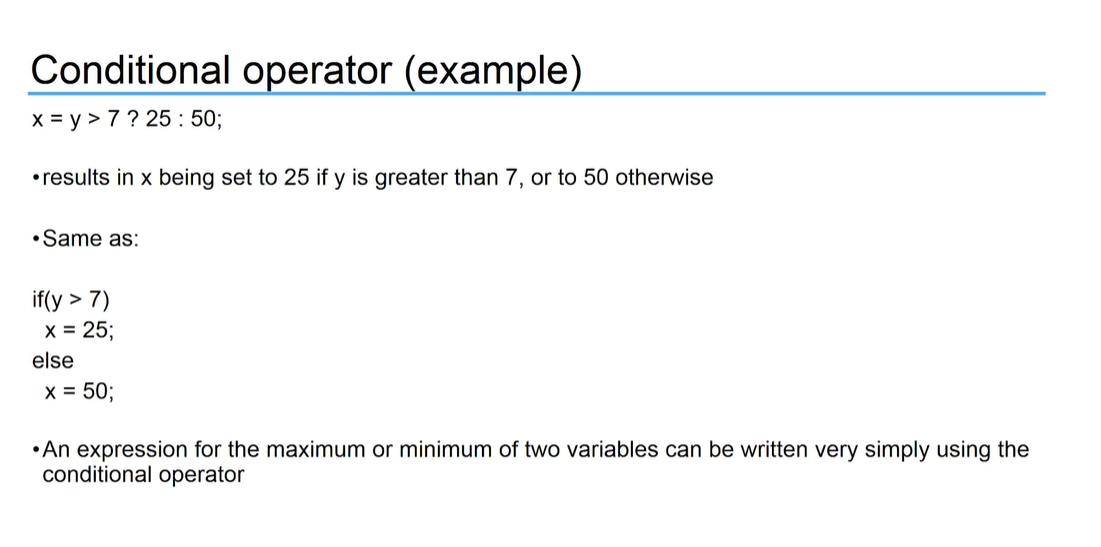 Conditional operator (example)
x = y > 7 ? 25 : 50;
•results in x being set to 25 if y is greater than 7, or to 50 otherwise
•Same as:
if(y > 7)
x = 25;
else
x = 50;
•An expression for the maximum or minimum of two variables can be written very simply using the
conditional operator